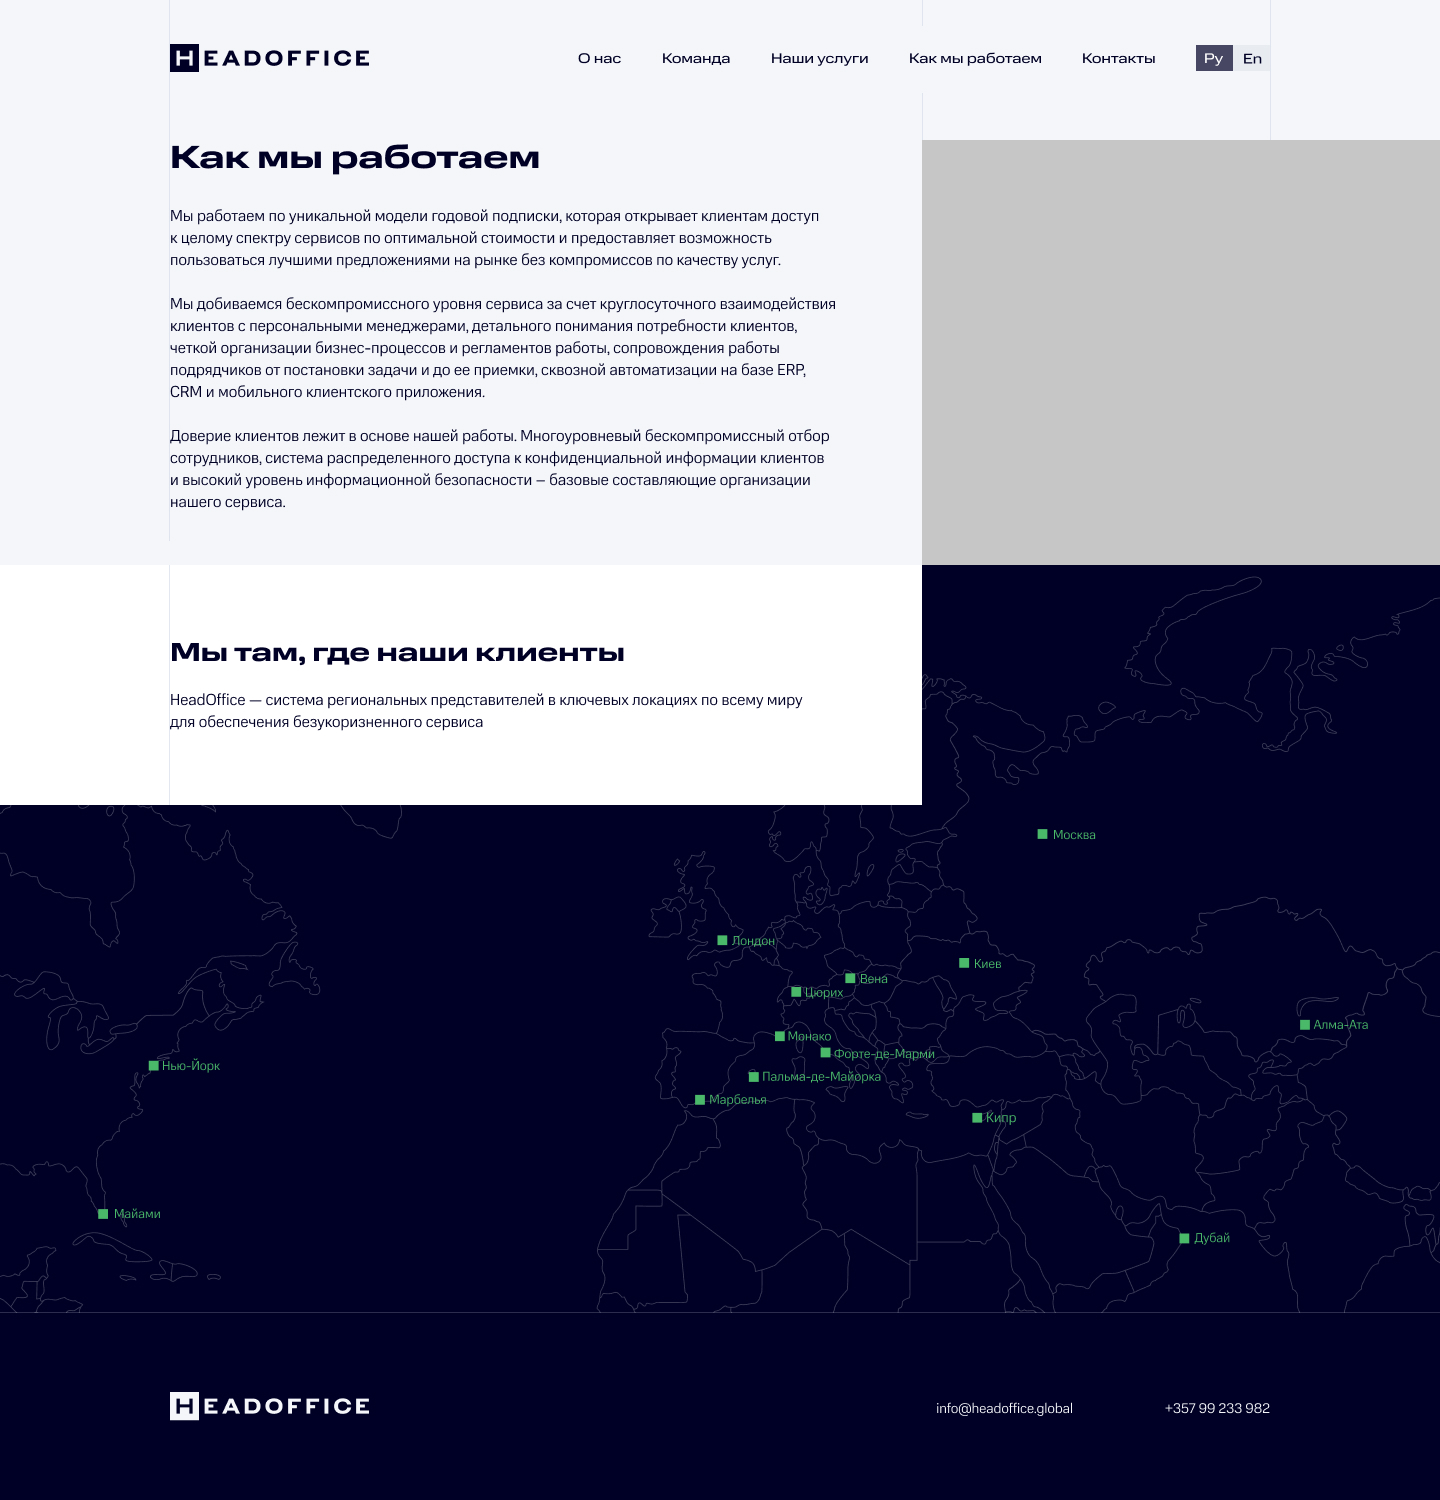 HEADOFFICE
О нас
Команда
Наши услуги
Как мы работаем
Контакты
Ру
En
Как мы работаем
Мы работаем по уникальной модели годовой подписки, которая открывает клиентам доступ
к целому спектру сервисов по оптимальной стоимости и предоставляет возможность
пользоваться лучшими предложениями на рынке без компромиссов по качеству услуг.
Мы добиваемся бескомпромиссного уровня сервиса за счет круглосуточного взаимодействия
клиентов с персональными менеджерами, детального понимания потребности клиентов,
четкой организации бизнес-процессов и регламентов работы, сопровождения работы
подрядчиков от постановки задачи и до ее приемки, сквозной автоматизации на базе ERP,
CRM и мобильного клиентского приложения.
Доверие клиентов лежит в основе нашей работы. Многоуровневый бескомпромиссный отбор
сотрудников, система распределенного доступа к конфиденциальной информации клиентов
и высокий уровень информационной безопасности – базовые составляющие организации
нашего сервиса.
Мы там, где наши клиенты
HeadOffice — система региональных представителей в ключевых локациях по всему миру
для обеспечения безукоризненного сервиса
Москва
Лондон
Киев
Вена
Цюрих
Алма-Ата
Монако
Форте-де-Марми
Нью-Йорк
Пальма-де-Майорка
Марбелья
Кипр
Майами
Дубай
HEADOFFICE
info@headoffice.global
+357 99 233 982